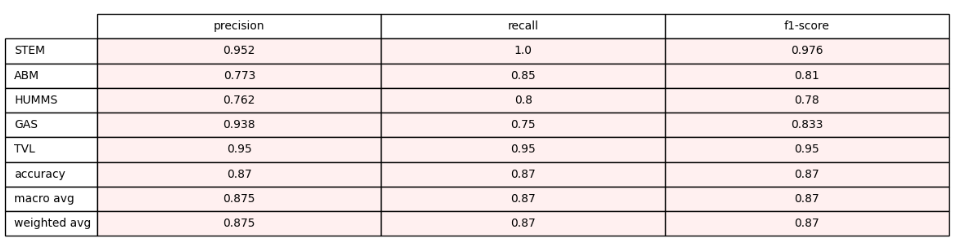 precision recall f1-score
STEM 0.952 1.0 0.976
ABM 0.773 0.85 0.81
HUMMS 0.762 0.8 0.78
GAS 0.938 0.75 0.833
TVL 0.95 0.95 0.95
accuracy 0.87 0.87 0.87
macro avg 0.875 0.87 0.87
weighted avg 0.875 0.87 0.87